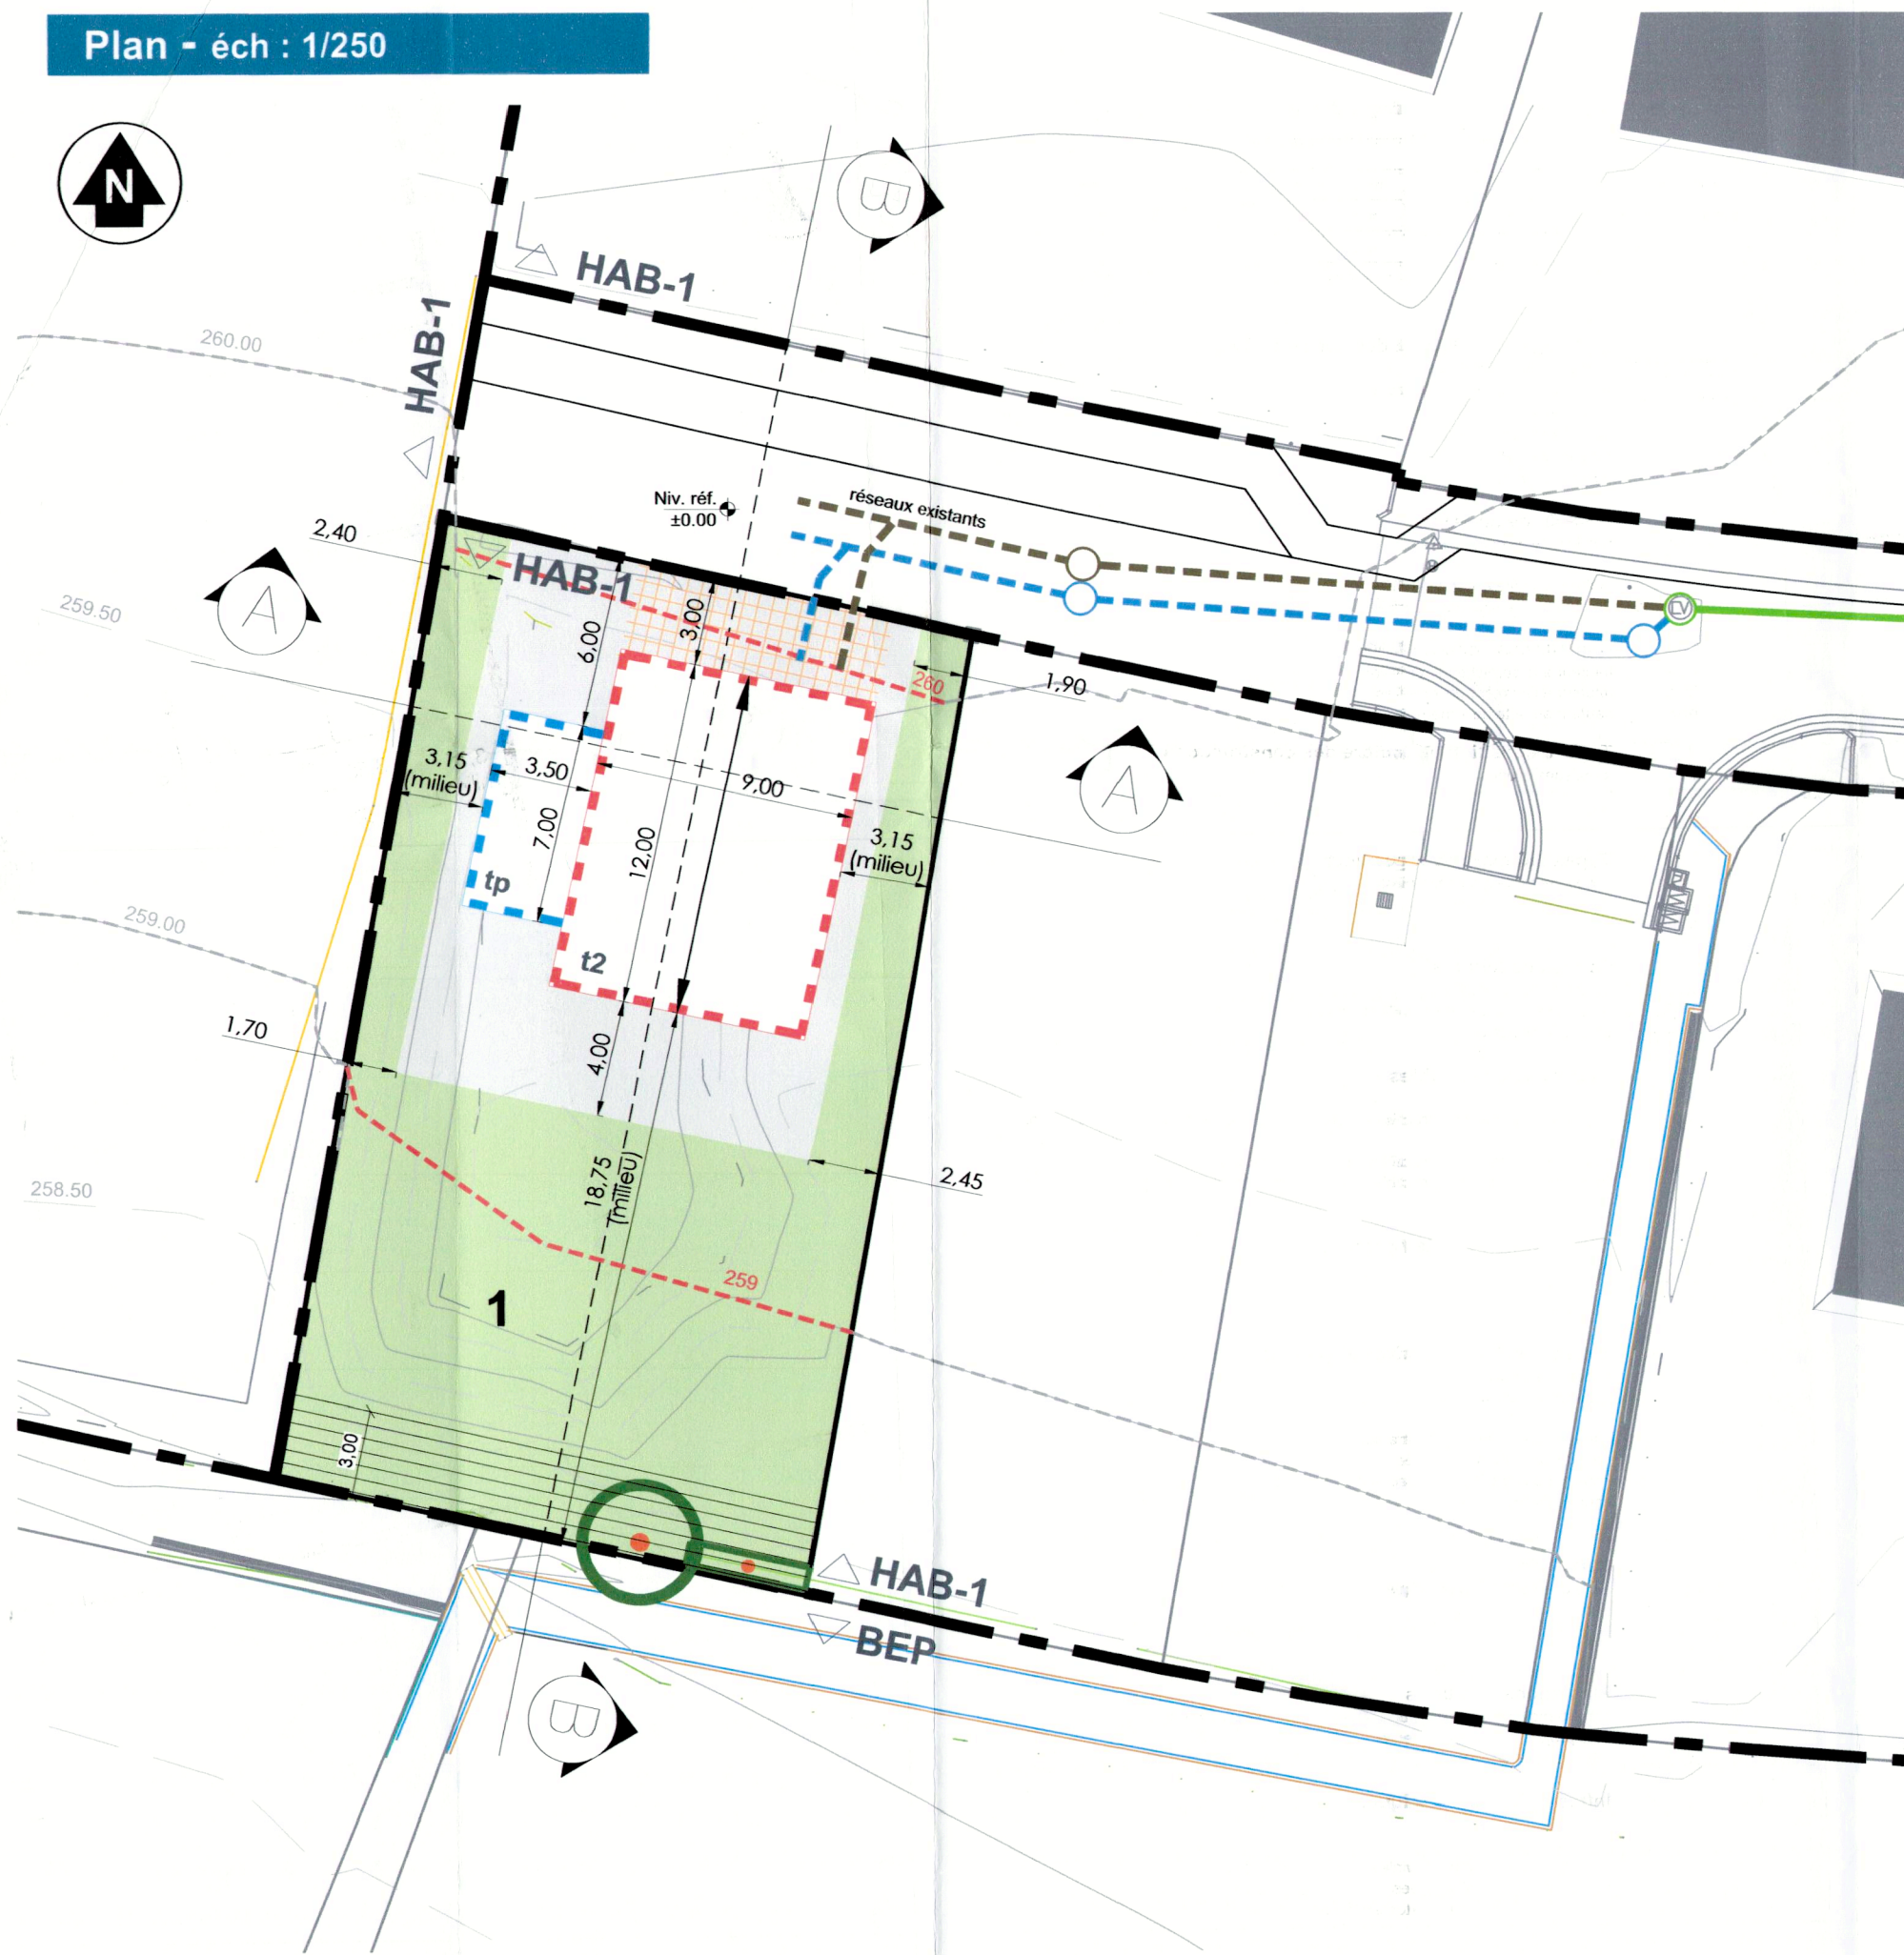 Plan - éch : 1/250
N
B
HAB-1
HAB-1
260.00
Niv. réf.
±0.00
réseaux existants
2,40
HAB-1
A
259.50
6,00
3,00
CV
260
1,90
3,15
(milieu)
3,50
9,00
A
7,00
12,00
3,15
(milieu)
tp
259.00
t2
1,70
4,00
18,75
(milieu)
2,45
258.50
259
1
3,00
HAB-1
BEP
B